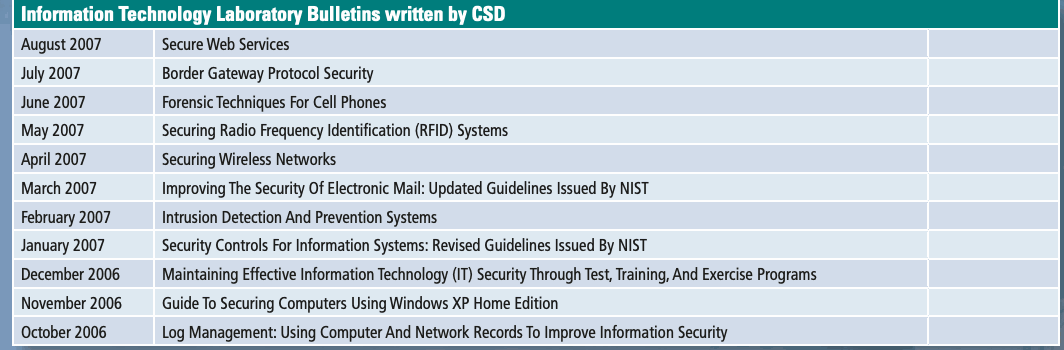 Information Technology Laboratory Bulletins written by CSD
August 2007 Secure Web Services
July 2007 Border Gateway Protocol Security
June 2007 Forensic Techniques For Cell Phones
May 2007 Securing Radio Frequency Identification (RFID) Systems
April 2007 Securing Wireless Networks
March 2007 Improving The Security Of Electronic Mail: Updated Guidelines Issued By NIST
February 2007 Intrusion Detection And Prevention Systems
January 2007 Security Controls For Information Systems: Revised Guidelines Issued By NIST
December 2006 Maintaining Effective Information Technology (IT) Security Through Test, Training, And Exercise Programs
November 2006 Guide To Securing Computers Using Windows XP Home Edition
October 2006 Log Management: Using Computer And Network Records To Improve Information Security